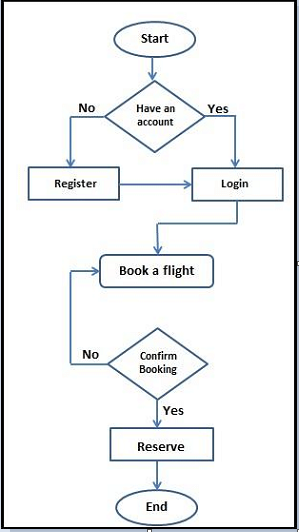 Start
No
Have an
account
Yes
Register
Login
Book a flight
No
Confirm
Booking
Yes
Reserve
End